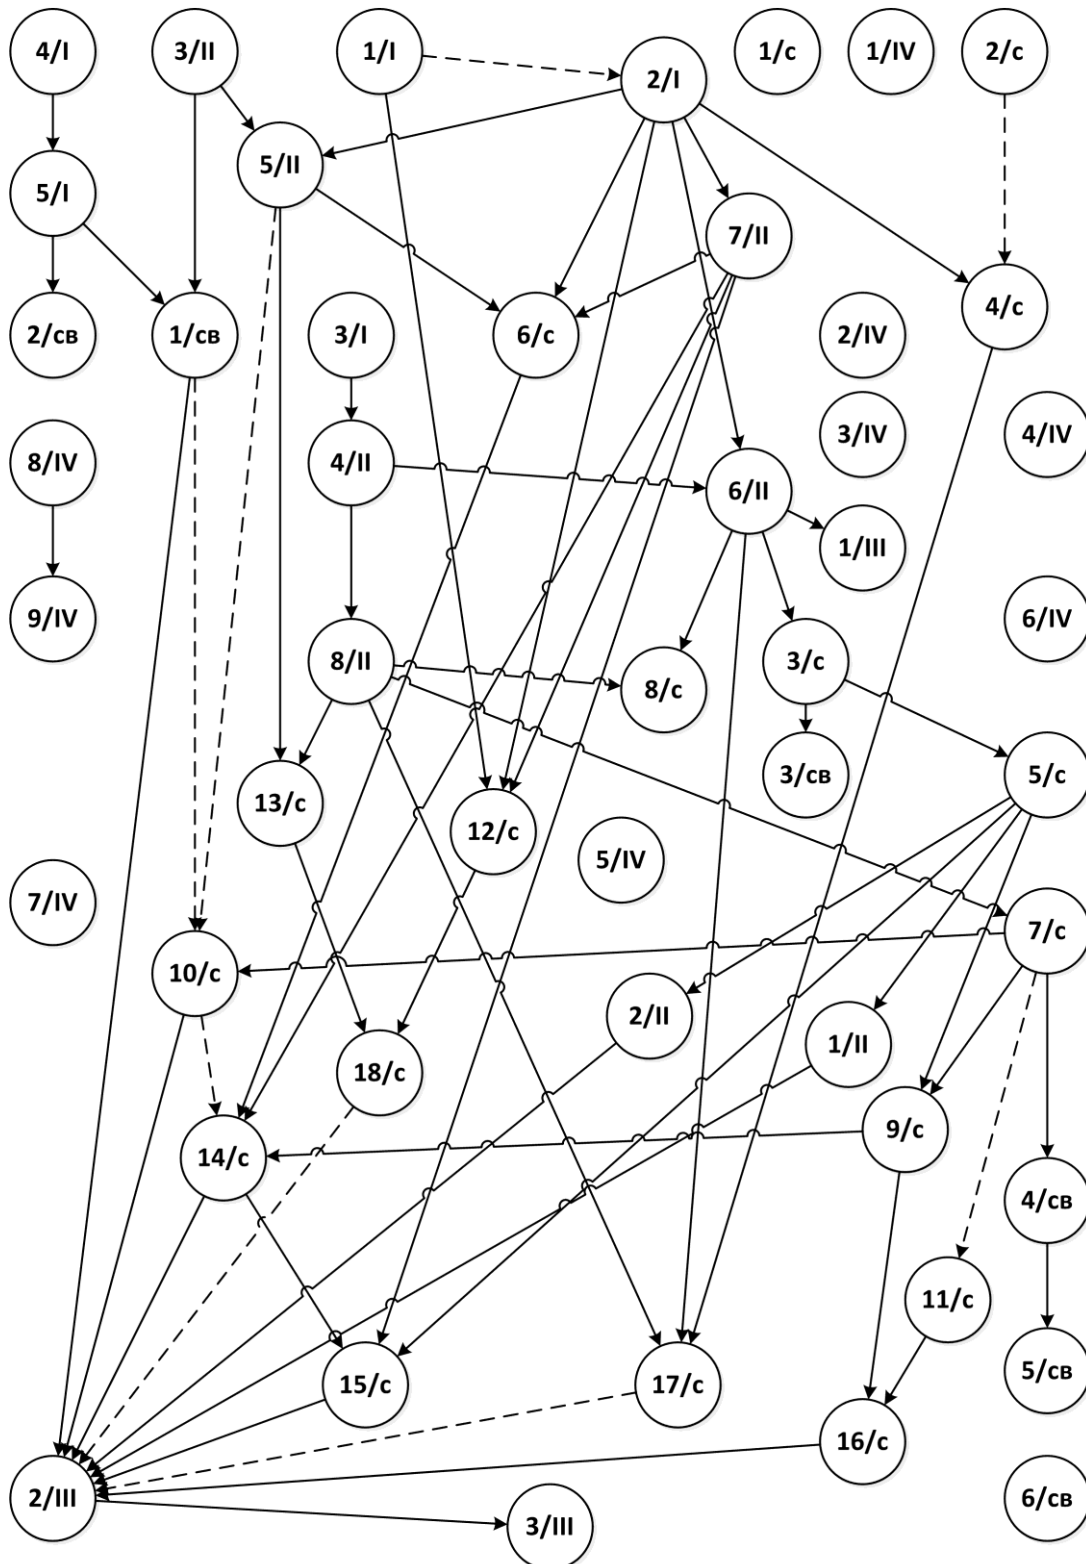 4/I 3/II 1/I 2/I 1/с 1/IV 2/с
5/II
5/I
7/II
2/св 1/св 3/I 6/с 2/IV 4/с
8/IV 4/II 3/IV 4/IV
6/II
1/III
9/IV 6/IV
8/II 8/с 3/с
13/с 12/с 3/св 5/с
7/IV 5/IV 7/с
10/с
2/II 1/II
18/с
14/с 9/с
4/св
11/с
15/с 17/с 5/св
16/с
2/III 3/III 6/св